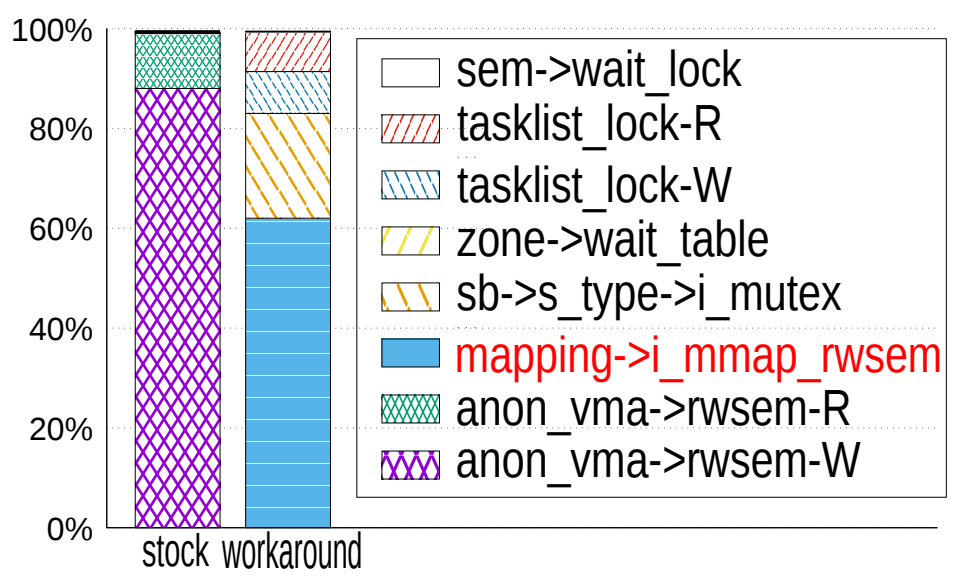 100%
80%
60%
40%
20%
0%
stock workaround
sem->wait_lock
tasklist_lock-R
tasklist_lock-W
zone->wait_table
sb->s_type->i_mutex
mapping->i_mmap_rwsem
anon_vma->rwsem-R
anon_vma->rwsem-W